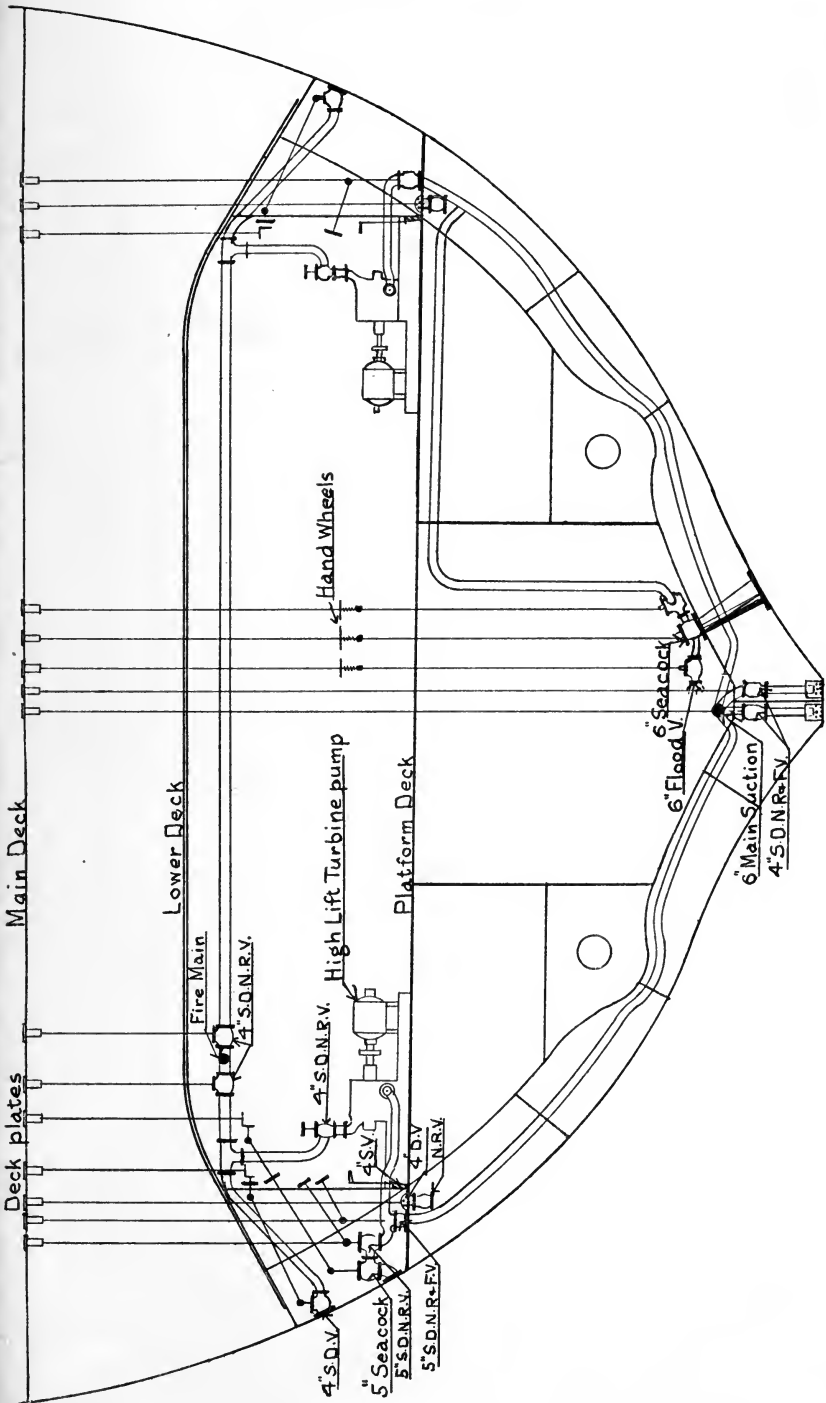 Deck plates
Main Deck
Lower Deck
Fire Main
4"S.D.N.R.V.
Hand Wheels
High Lift Turbine pump
4"S.D.N.R.V.
Platform Deck
4"S.V.
4"D.V.
N.R.V.
4"S.D.V.
5"Seacock
5"S.D.N.R.V.
5"S.D.N.R&F.V.
6"Seacock
6"Flood V.
6"Main Suction
4"S.D.N.R&F.V.